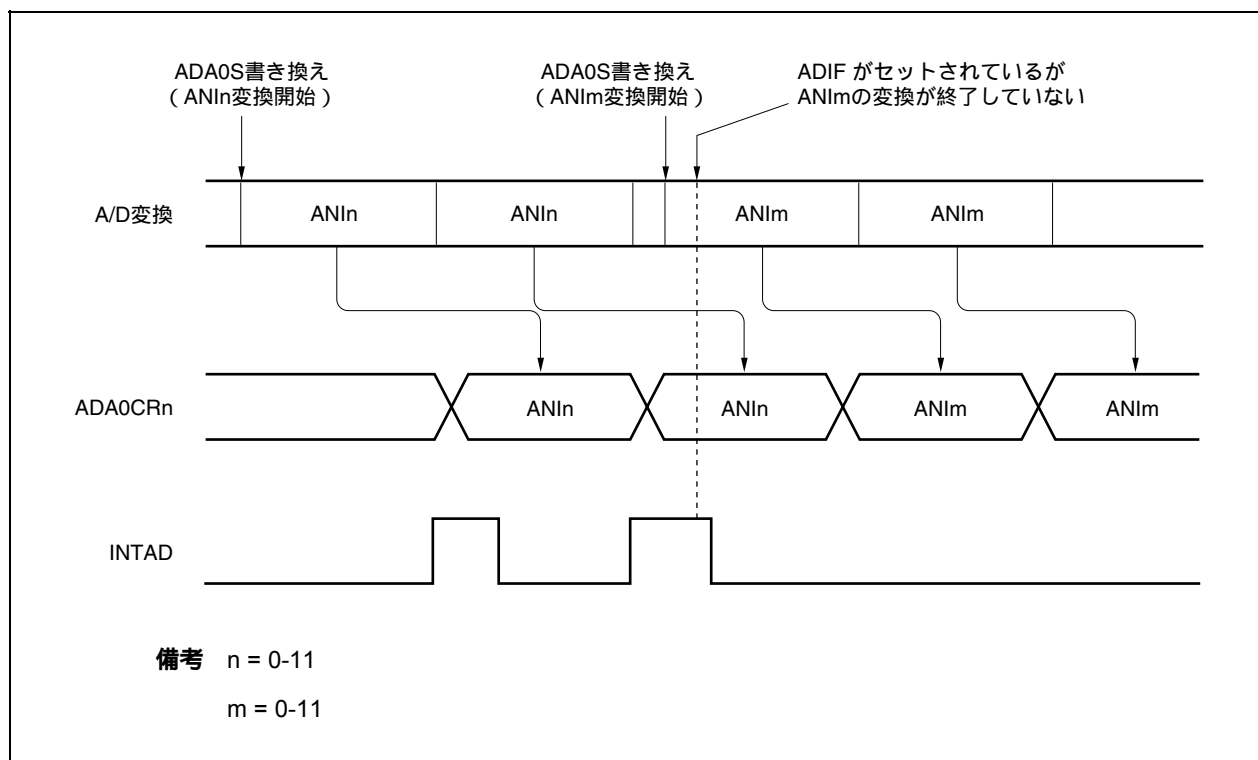 ADA0S書き換え
（ANIn変換開始）
ADA0S書き換え
（ANIm変換開始）
ADIF がセットされているが
ANImの変換が終了していない
A/D変換
ANIn
ANIn
ANIm
ANIm
ADA0CRn
ANIn
ANIn
ANIm
ANIm
INTAD
備考 n = 0-11
m = 0-11